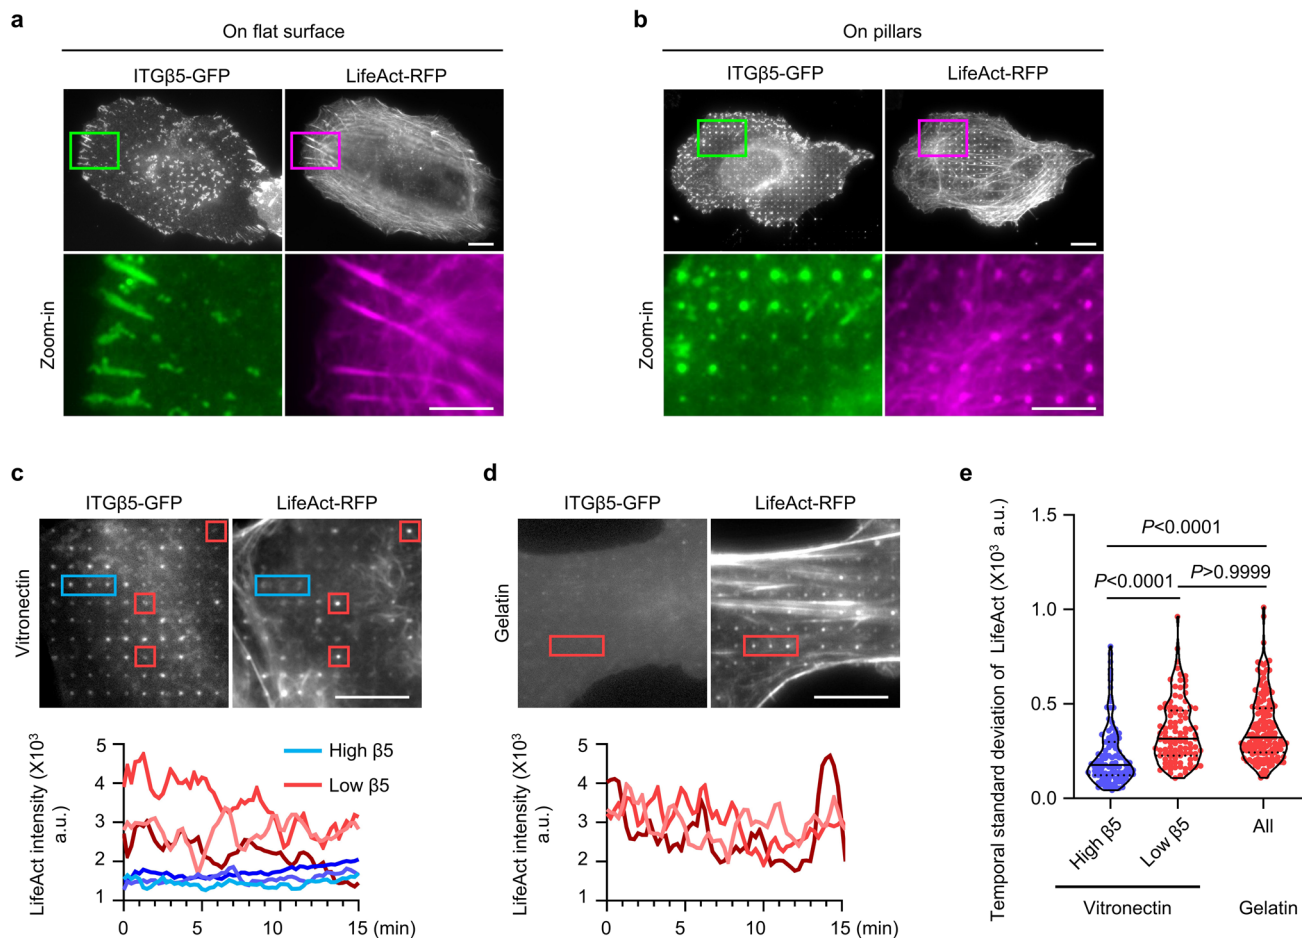 a
On flat surface
ITGβ5-GFP
LifeAct-RFP
Zoom-in
b
On pillars
ITGβ5-GFP
LifeAct-RFP
Zoom-in
c
ITGβ5-GFP
LifeAct-RFP
Vitronectin
LifeAct intensity (X10³
a.u.)
5
4
3
2
1
High β5
Low β5
0
5
10
15 (min)
d
ITGβ5-GFP
LifeAct-RFP
Gelatin
LifeAct intensity (X10³
a.u.)
5
4
3
2
1
0
5
10
15 (min)
e
Temporal standard deviation of LifeAct (X10³ a.u.)
1.5
1.0
0.5
0.0
P<0.0001
P<0.0001
P>0.9999
High β5
Low β5
All
Vitronectin
Gelatin